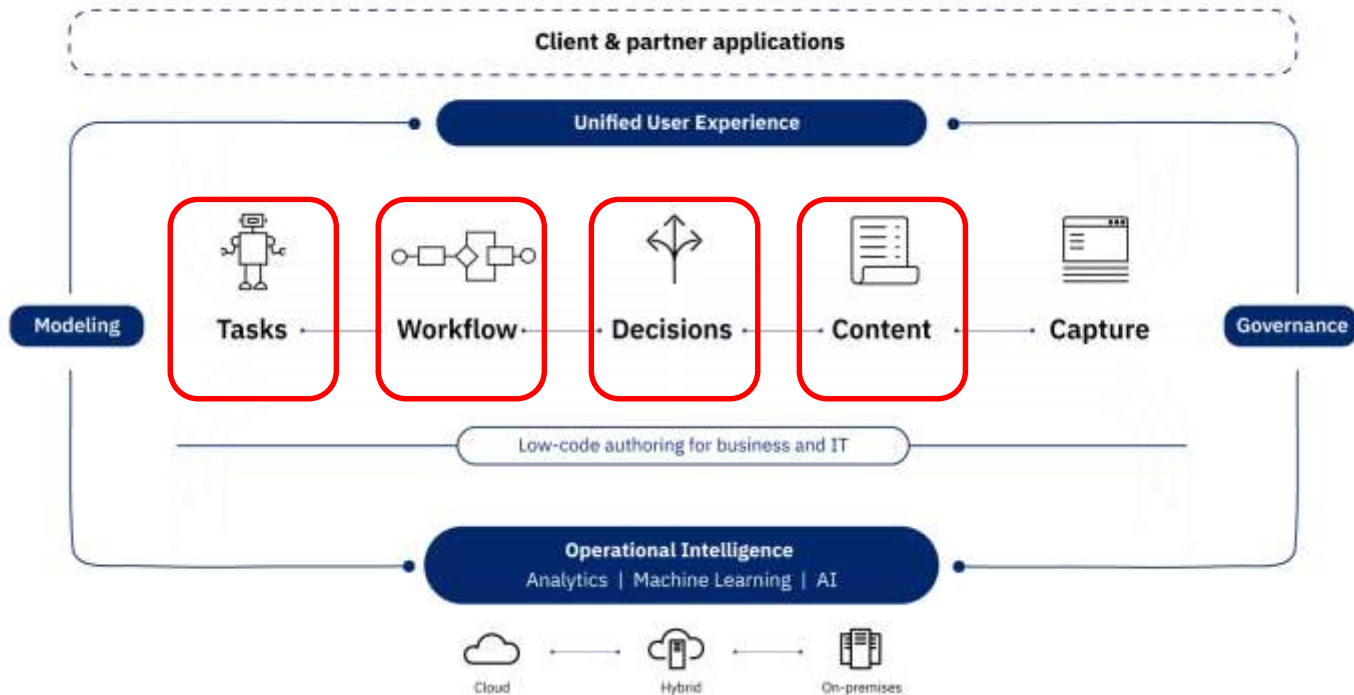 Client & partner applications
Unified User Experience
Modeling
Tasks
Workflow
Decisions
Content
Capture
Governance
Low-code authoring for business and IT
Operational Intelligence
Analytics | Machine Learning | AI
Cloud
Hybrid
On-premises